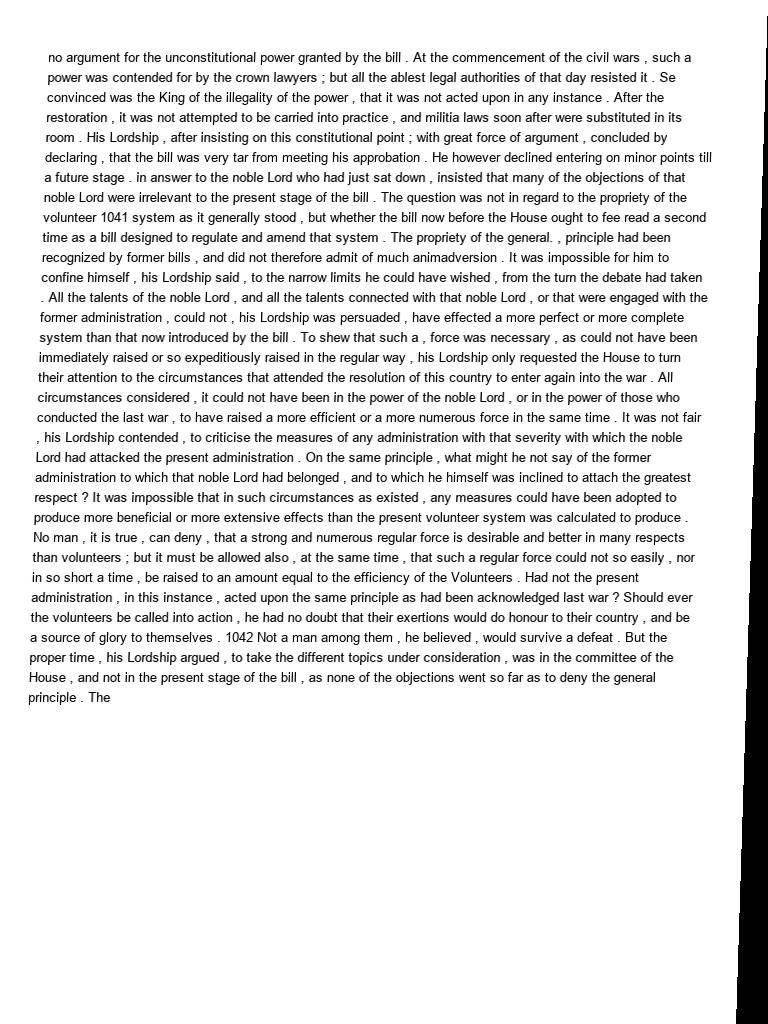 no argument for the unconstitutional power granted by the bill . At the commencement of the civil wars , such a
power was contended for by the crown lawyers ; but all the ablest legal authorities of that day resisted it . Se
convinced was the King of the illegality of the power , that it was not acted upon in any instance . After the
restoration , it was not attempted to be carried into practice , and militia laws soon after were substituted in its
room . His Lordship , after insisting on this constitutional point ; with great force of argument , concluded by
declaring , that the bill was very tar from meeting his approbation . He however declined entering on minor points till
a future stage . in answer to the noble Lord who had just sat down , insisted that many of the objections of that
noble Lord were irrelevant to the present stage of the bill . The question was not in regard to the propriety of the
volunteer 1041 system as it generally stood , but whether the bill now before the House ought to fee read a second
time as a bill designed to regulate and amend that system . The propriety of the general. , principle had been
recognized by former bills , and did not therefore admit of much animadversion . It was impossible for him to
confine himself , his Lordship said , to the narrow limits he could have wished , from the turn the debate had taken
. All the talents of the noble Lord , and all the talents connected with that noble Lord , or that were engaged with the
former administration , could not , his Lordship was persuaded , have effected a more perfect or more complete
system than that now introduced by the bill . To shew that such a , force was necessary , as could not have been
immediately raised or so expeditiously raised in the regular way , his Lordship only requested the House to turn
their attention to the circumstances that attended the resolution of this country to enter again into the war . All
circumstances considered , it could not have been in the power of the noble Lord , or in the power of those who
conducted the last war , to have raised a more efficient or a more numerous force in the same time . It was not fair
, his Lordship contended , to criticise the measures of any administration with that severity with which the noble
Lord had attacked the present administration . On the same principle , what might he not say of the former
administration to which that noble Lord had belonged , and to which he himself was inclined to attach the greatest
respect ? It was impossible that in such circumstances as existed , any measures could have been adopted to
produce more beneficial or more extensive effects than the present volunteer system was calculated to produce .
No man , it is true , can deny , that a strong and numerous regular force is desirable and better in many respects
than volunteers ; but it must be allowed also , at the same time , that such a regular force could not so easily , nor
in so short a time , be raised to an amount equal to the efficiency of the Volunteers . Had not the present
administration , in this instance , acted upon the same principle as had been acknowledged last war ? Should ever
the volunteers be called into action , he had no doubt that their exertions would do honour to their country , and be
a source of glory to themselves . 1042 Not a man among them , he believed , would survive a defeat . But the
proper time , his Lordship argued , to take the different topics under consideration , was in the committee of the
House , and not in the present stage of the bill , as none of the objections went so far as to deny the general
principle . The